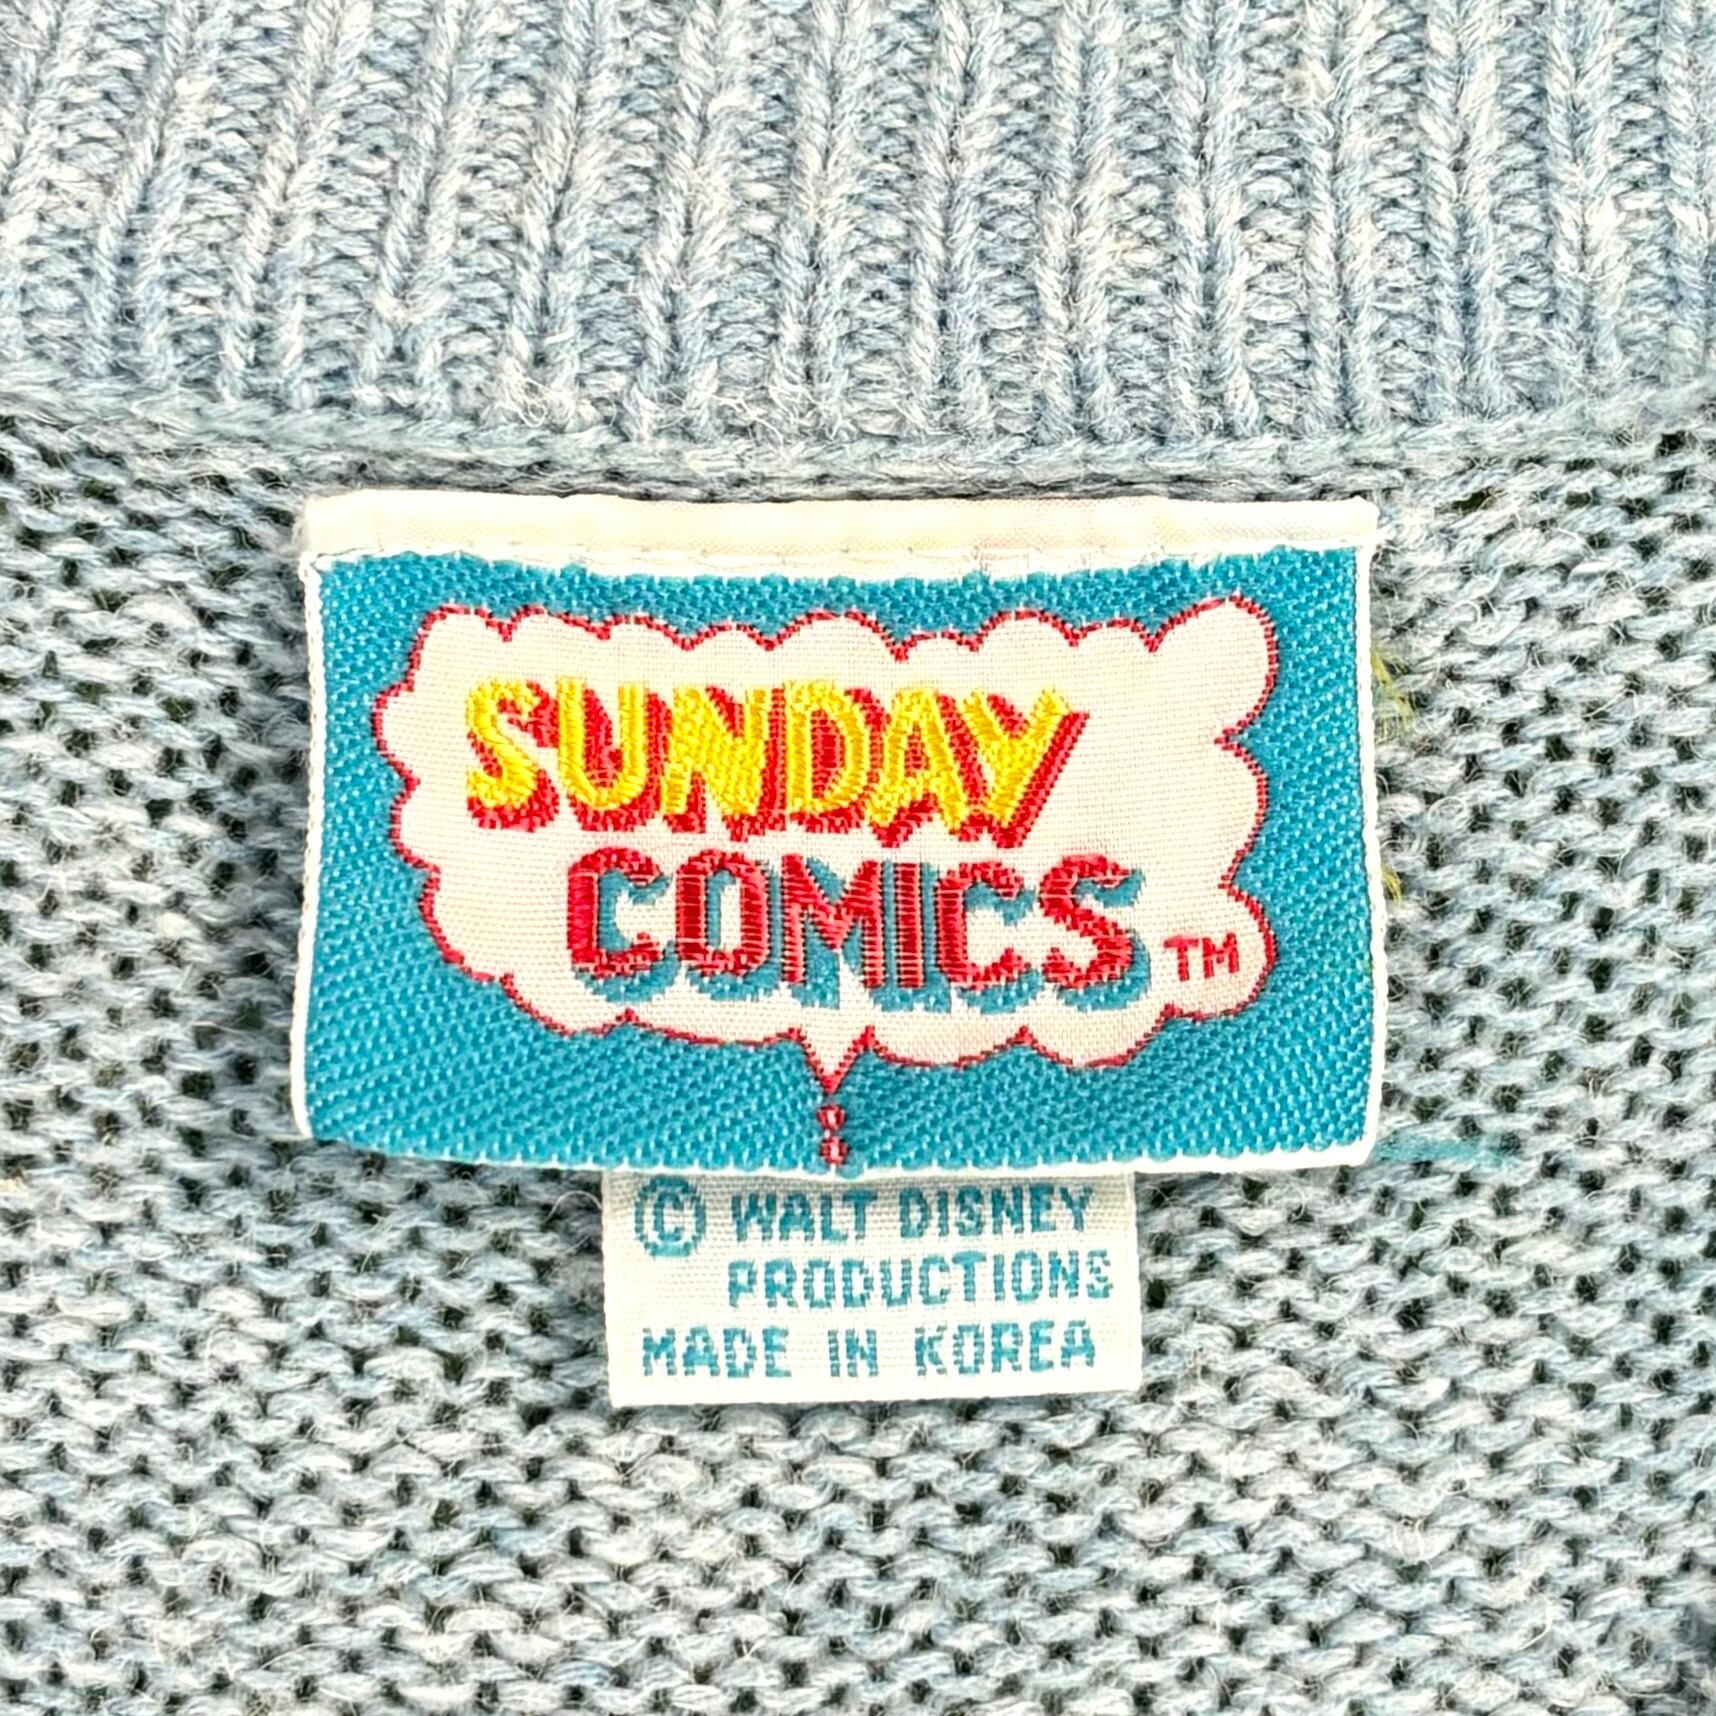 SUNDAY
COMICS TM
© WALT DISNEY
PRODUCTIONS
MADE IN KOREA